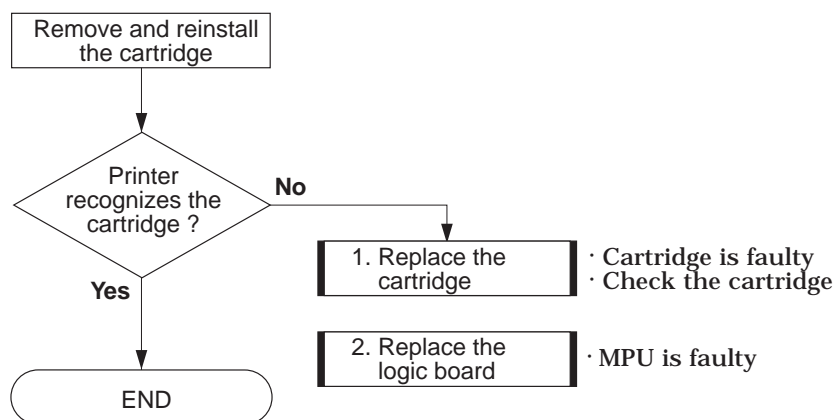 Remove and reinstall
the cartridge
Printer
recognizes the
cartridge ?
No
Yes
1. Replace the
cartridge
· Cartridge is faulty
· Check the cartridge
2. Replace the
logic board
· MPU is faulty
END